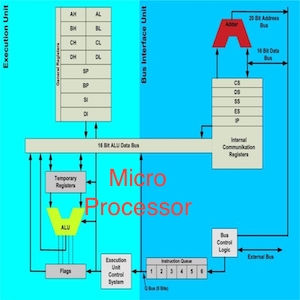 Execution Unit
General Registers
AH AL
BH BL
CH CL
DH DL
SP
BP
SI
DI
Bus Interface Unit
Adder
20 Bit Address
Bus
16 Bit Data
Bus
CS
DS
SS
ES
IP
Internal
Communication
Registers
16 Bit ALU Data Bus
Micro
Processor
Temporary
Registers
ALU
Flags
Execution
Unit
Control
System
Instruction Queue
1 2 3 4 5 6
Q Bus (8 Bits)
Bus
Control
Logic
External Bus